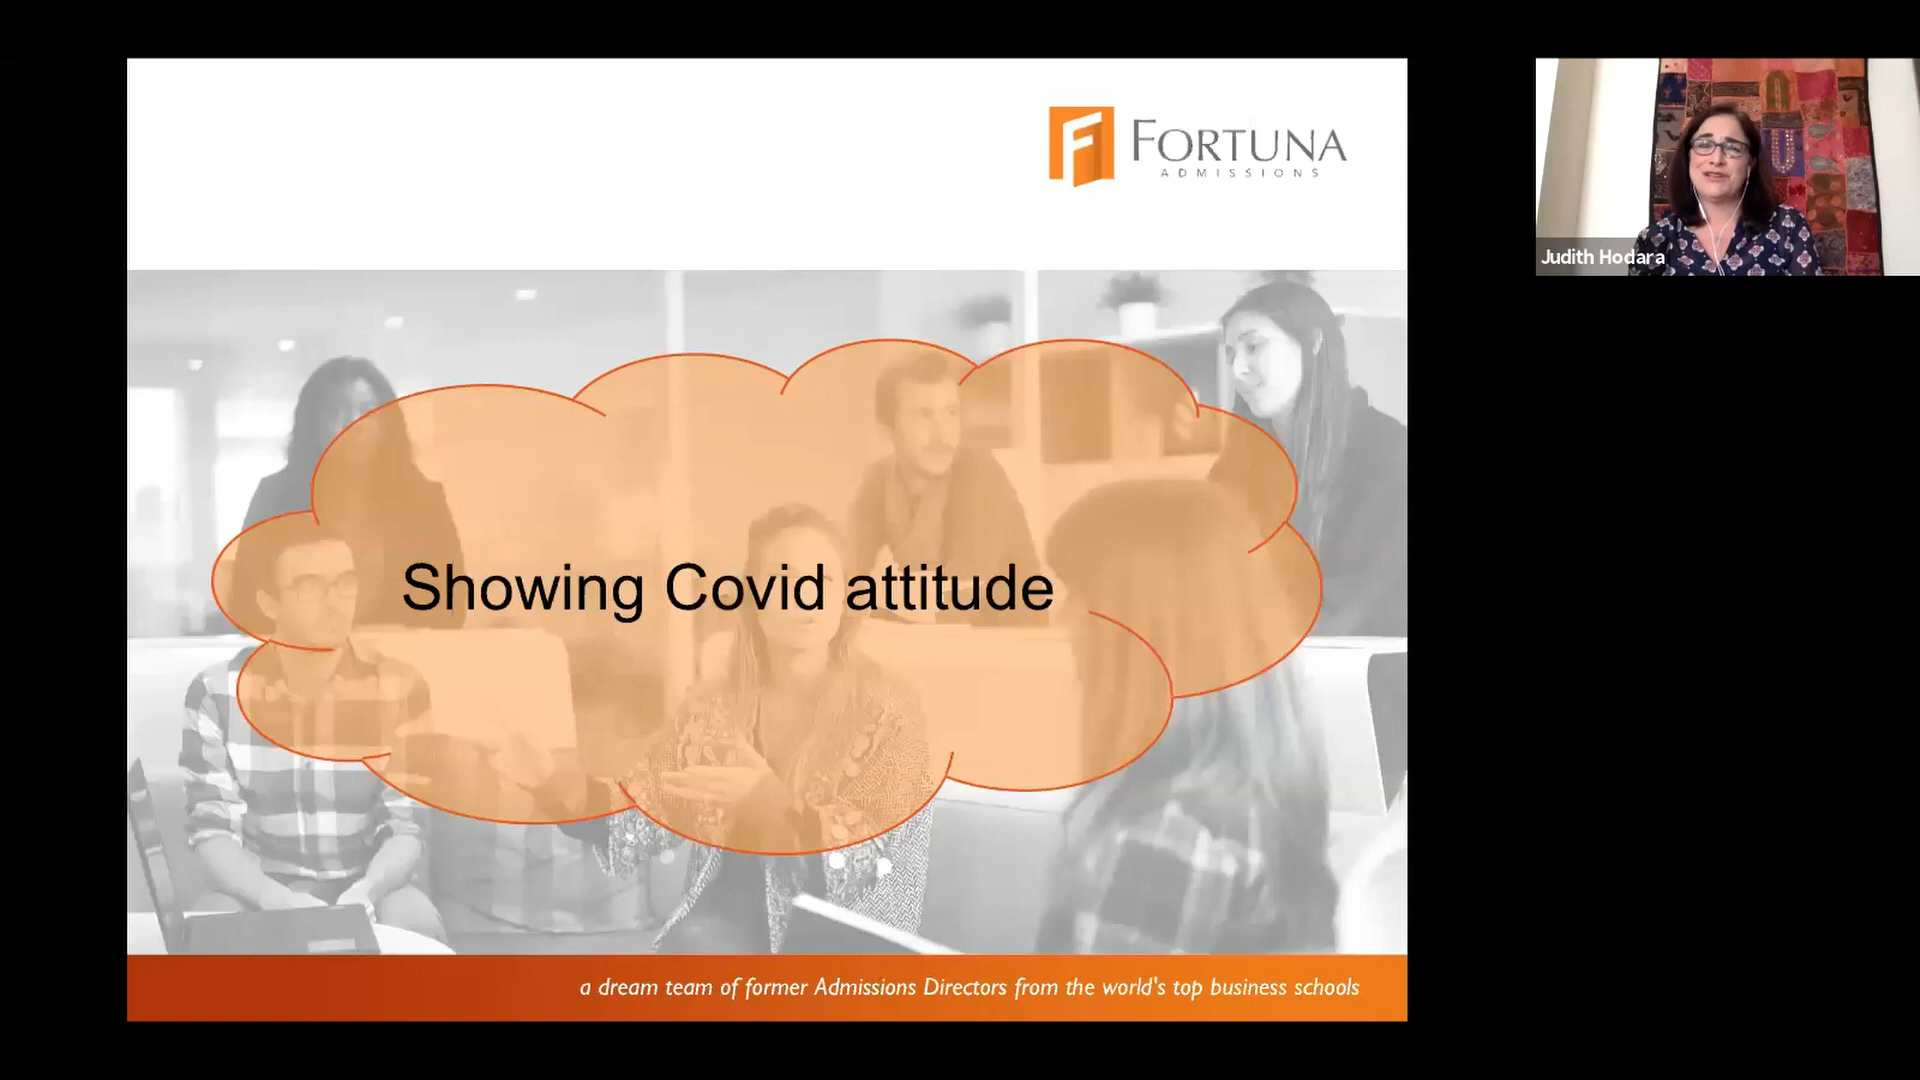 FORTUNA
ADMISSIONS
Judith Hodara
Showing Covid attitude
a dream team of former Admissions Directors from the world's top business schools